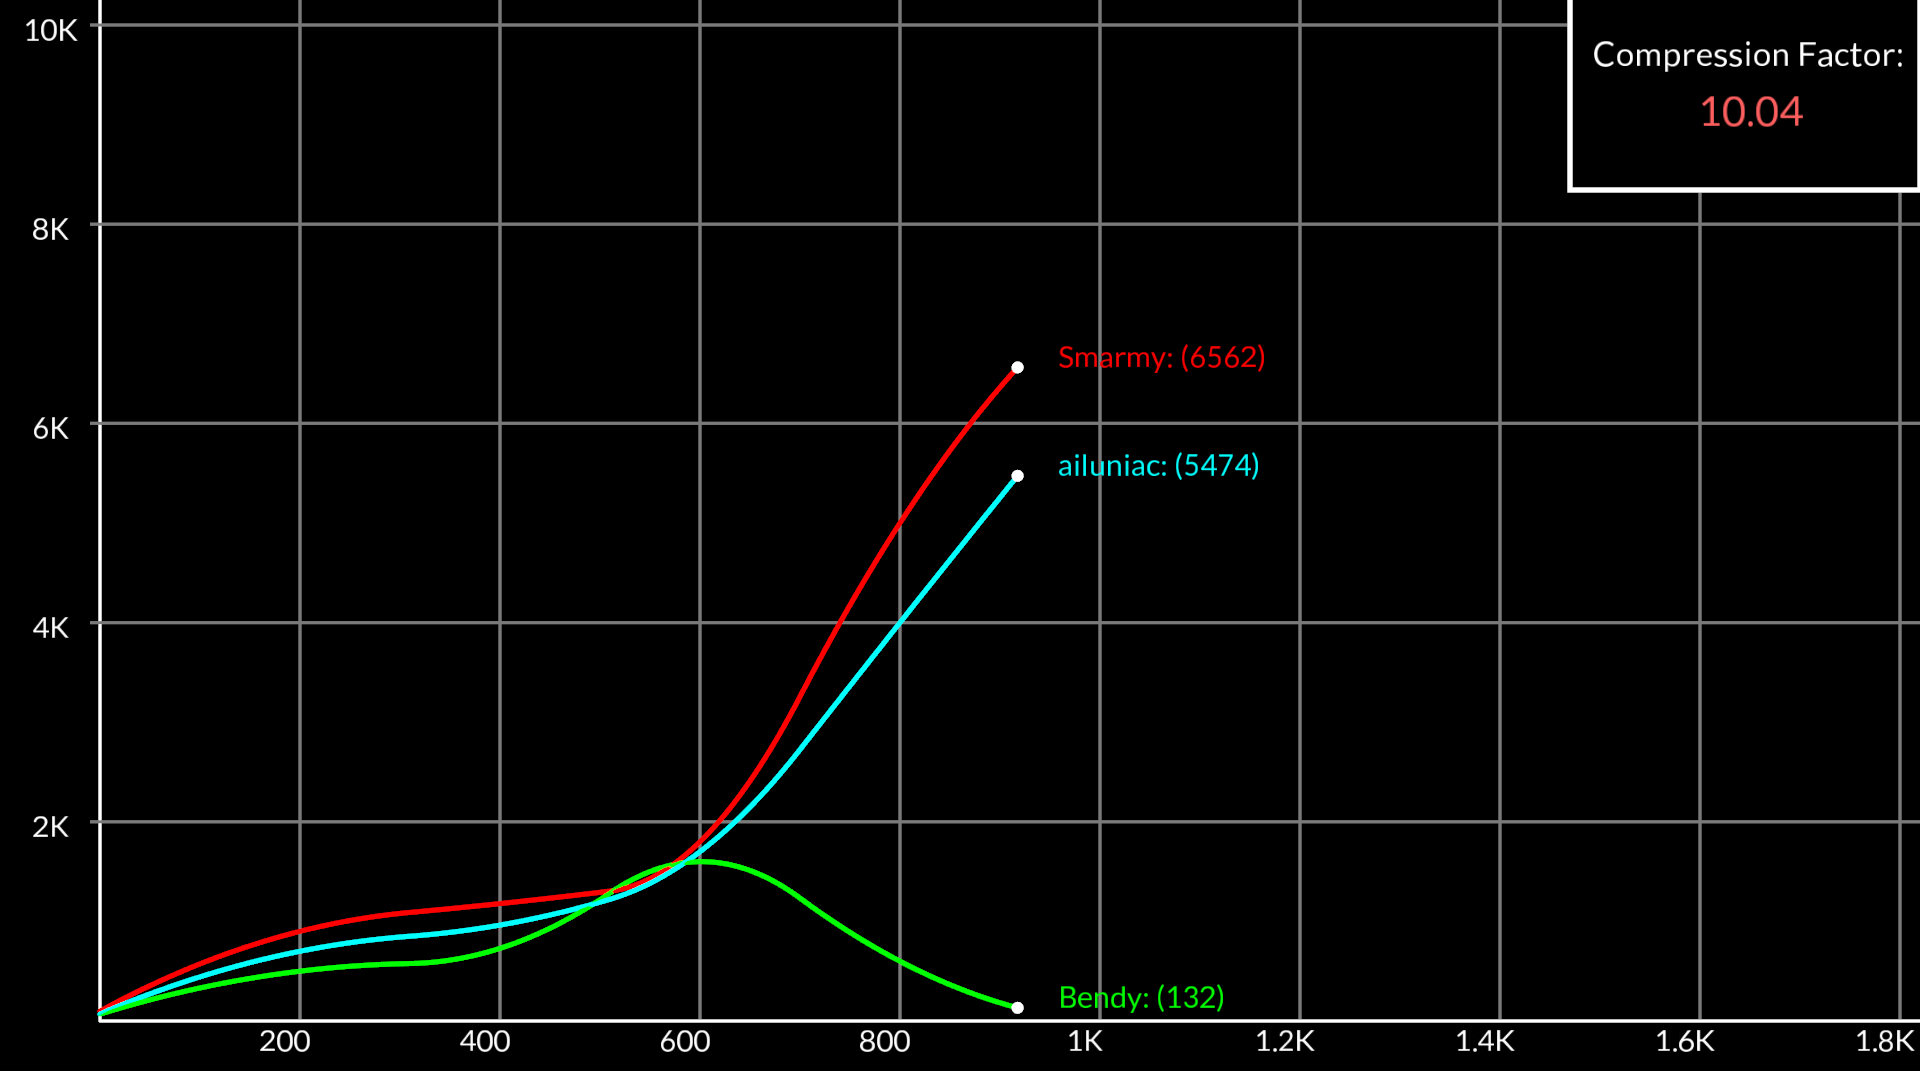 10K
Compression Factor:
10.04
8K
Smarmy: (6562)
6K
ailuniac: (5474)
4K
2K
Bendy: (132)
200 400 600 800 1K 1.2K 1.4K 1.6K 1.8K